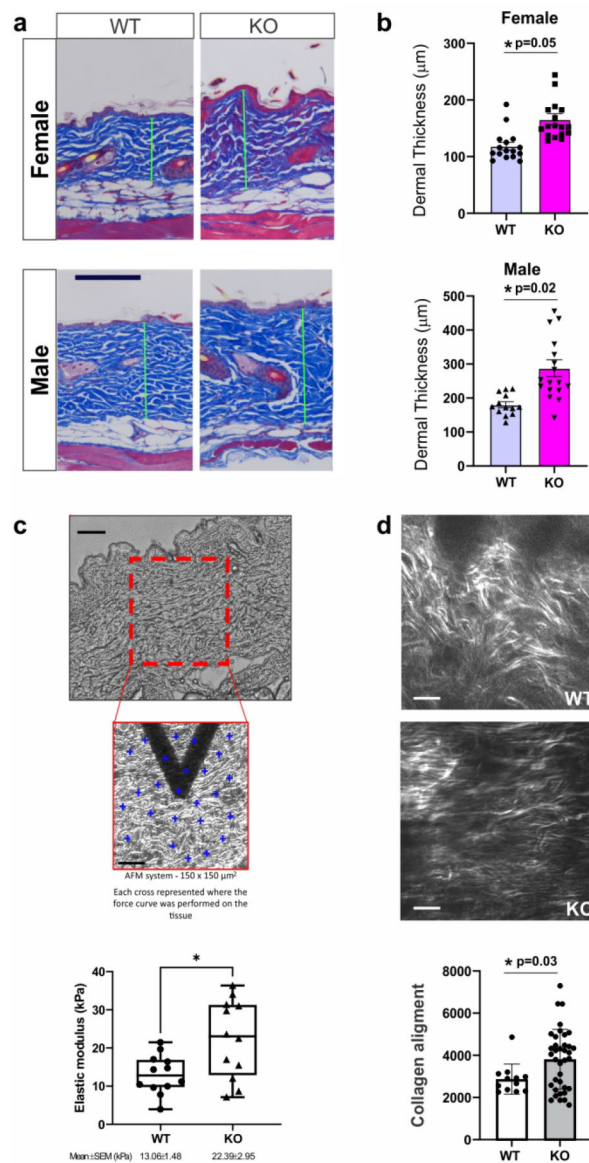 a
WT
KO
Female
Male
b
Female
* p=0.05
Dermal Thickness (μm)
300
200
100
0
WT
KO
Male
* p=0.02
Dermal Thickness (μm)
500
400
300
200
100
0
WT
KO
c
AFM system - 150 x 150 μm²
Each cross represented where the
force curve was performed on the
tissue
*
Elastic modulus (kPa)
40
30
20
10
0
WT
KO
Mean±SEM (kPa) 13.06±1.48 22.39±2.95
d
WT
KO
* p=0.03
Collagen aligment
8000
6000
4000
2000
0
WT
KO